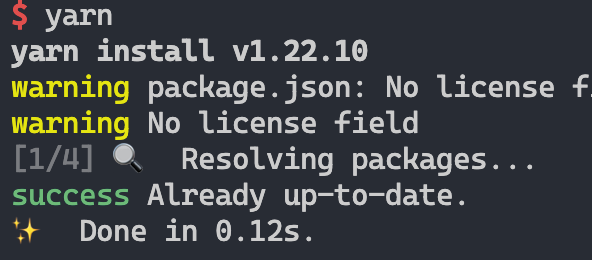 $ yarn
yarn install v1.22.10
warning package.json: No license
warning No license field
[1/4] 🔍 Resolving packages...
success Already up-to-date.
✨ Done in 0.12s.